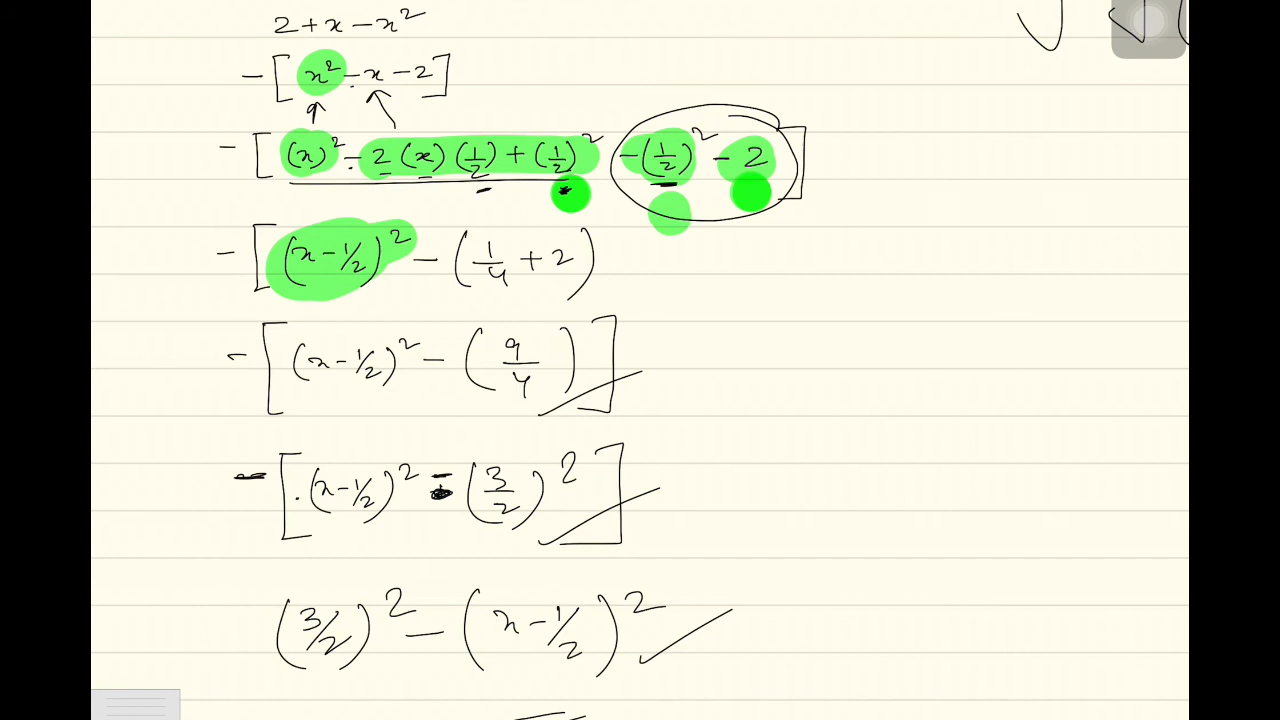 2 + x - x²
- [ x² - x - 2 ]
- [ (x)² - 2 (x) (1/2) + (1/2)² - (1/2)² - 2 ]
- [ (x - 1/2)² - (1/4 + 2)
- [ (x - 1/2)² - (9/4) ]
- [ (x - 1/2)² - (3/2)² ]
(3/2)² - (x - 1/2)²